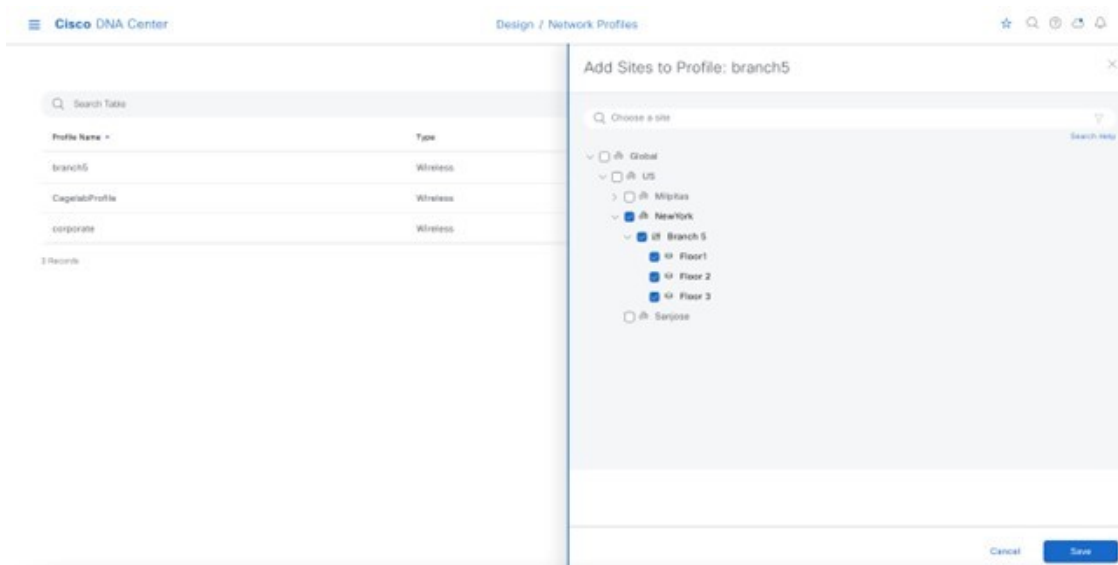 Cisco DNA Center
Design / Network Profiles
Add Sites to Profile: branch5
Search Table
Profile Name
Type
branch5
Wireless
CagelabProfile
Wireless
corporate
Wireless
3 Records
Choose a site
Search Help
Global
US
Milpitas
NewYork
Branch 5
Floor1
Floor 2
Floor 3
Sanjose
Cancel
Save